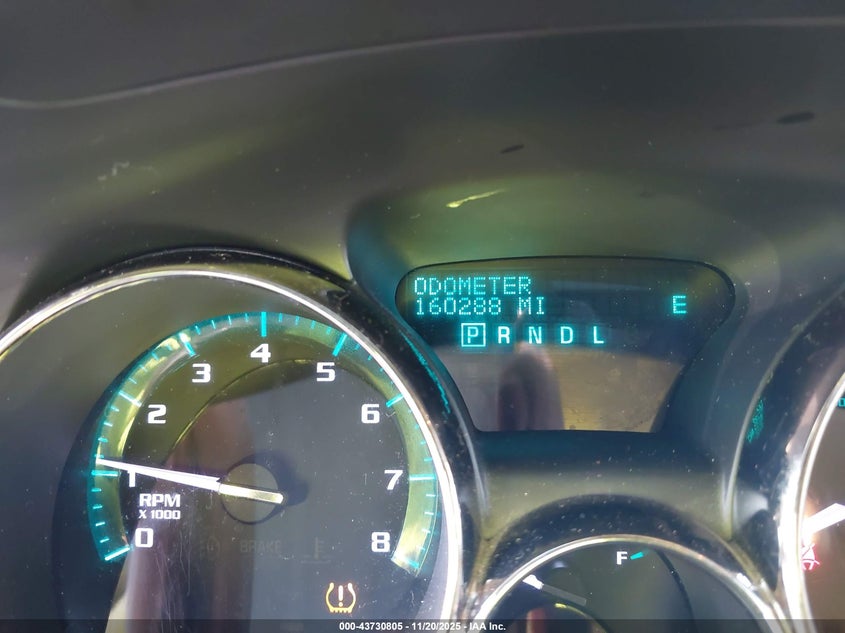 ODOMETER
160288 MI
E
P R N D L
0
1
2
3
4
5
6
7
8
RPM
X 1000
BRAKE
F
000-43730805 - 11/20/2025 - IAA Inc.